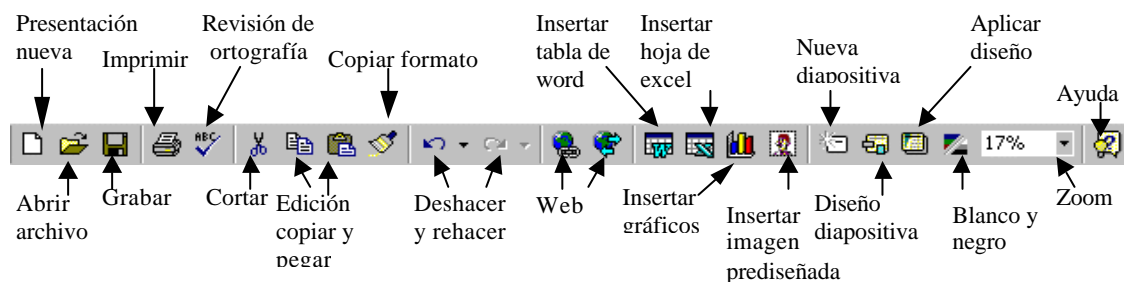 Presentación
nueva
Imprimir
Revisión de
ortografía
Copiar formato
Insertar
tabla de
word
Insertar
hoja de
excel
Nueva
diapositiva
Aplicar
diseño
Ayuda
ABC
17%
Abrir
archivo
Grabar
Cortar
Edición
copiar y
pegar
Deshacer
y rehacer
Web
Insertar
gráficos
Insertar
imagen
prediseñada
Diseño
diapositiva
Blanco y
negro
Zoom